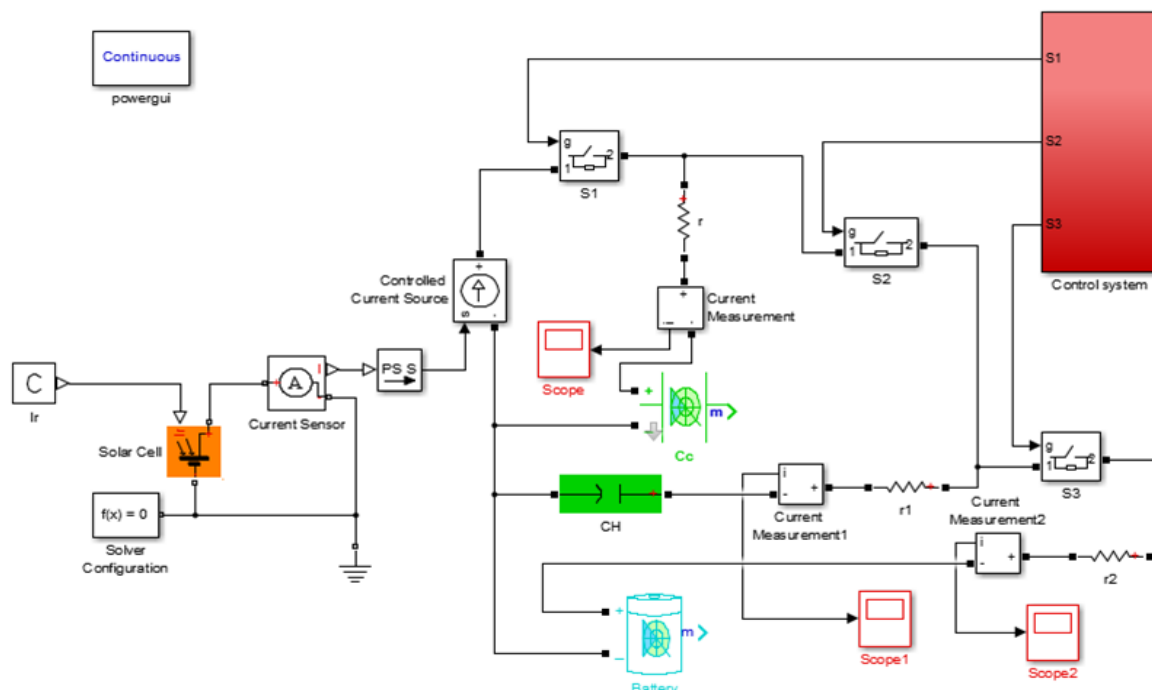 Continuous
powergui
S1
S2
S3
Control system
g
1
2
S1
r
g
1
2
S2
Controlled
Current Source
+
s
-
+
i
-
Current
Measurement
Scope
+
m
Cc
C
Ir
Solar Cell
Ir
+
+
A
I
-
Current Sensor
PS S
f(x) = 0
Solver
Configuration
CH
i
+
-
Current
Measurement1
+
r1
g
1
2
S3
Current
Measurement2
i
+
-
+
r2
+
m
_
Battery
Scope1
Scope2